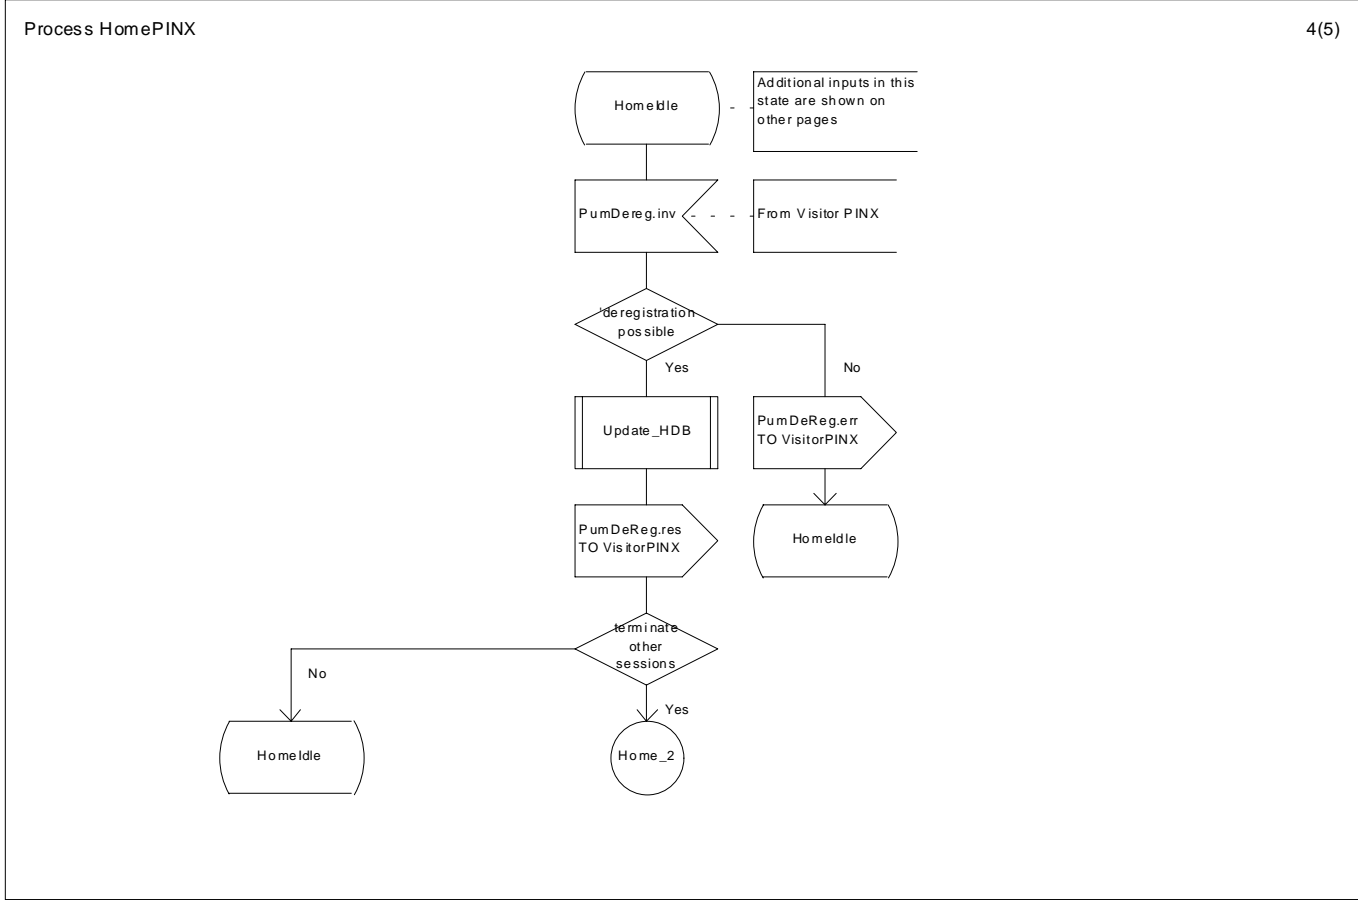 Process HomePINX
4(5)
HomeIdle
Additional inputs in this
state are shown on
other pages
PumDereg.inv
From Visitor PINX
'deregistration
possible
Yes
No
Update_HDB
PumDeReg.err
TO VisitorPINX
PumDeReg.res
TO VisitorPINX
HomeIdle
terminate
other
sessions
No
Yes
HomeIdle
Home_2